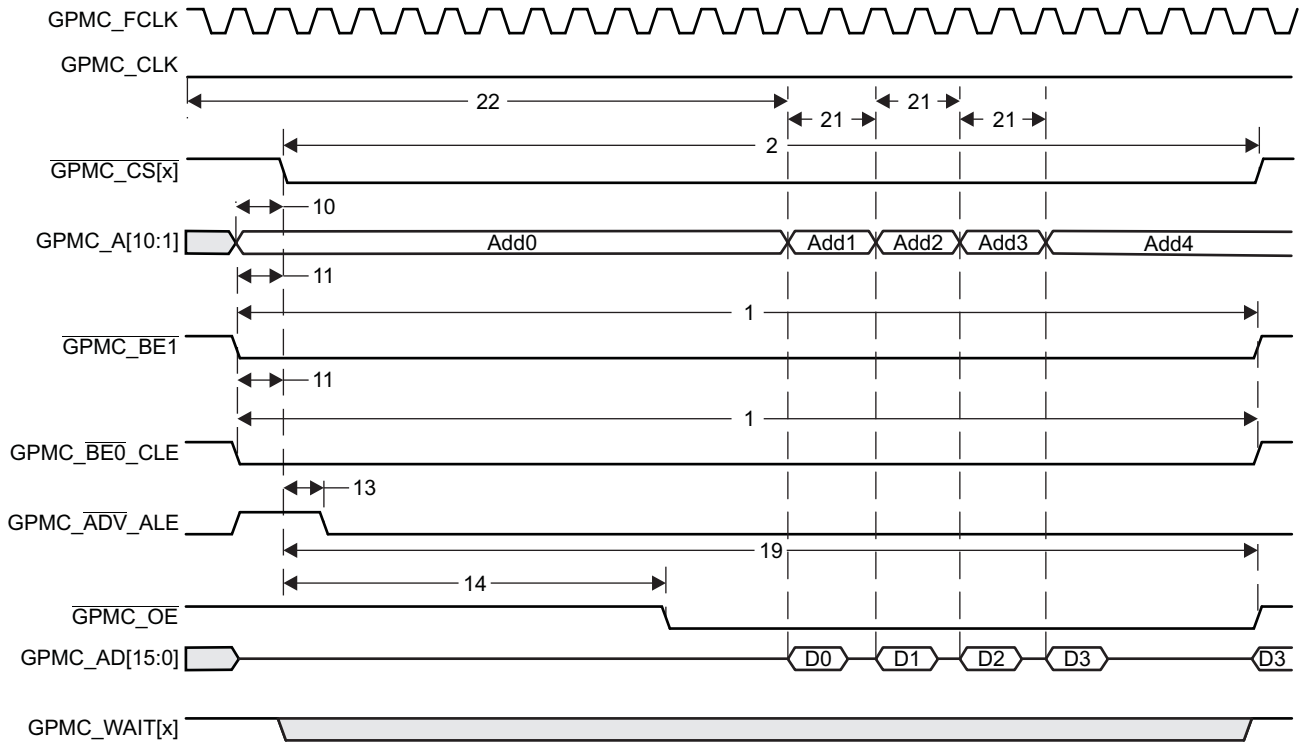 GPMC_FCLK
GPMC_CLK
22
21
21
21
2
GPMC_CS[x]
10
GPMC_A[10:1] Add0 Add1 Add2 Add3 Add4
11
1
GPMC_BE1
11
1
GPMC_BE0_CLE
13
GPMC_ADV_ALE
19
14
GPMC_OE
GPMC_AD[15:0] D0 D1 D2 D3 D3
GPMC_WAIT[x]